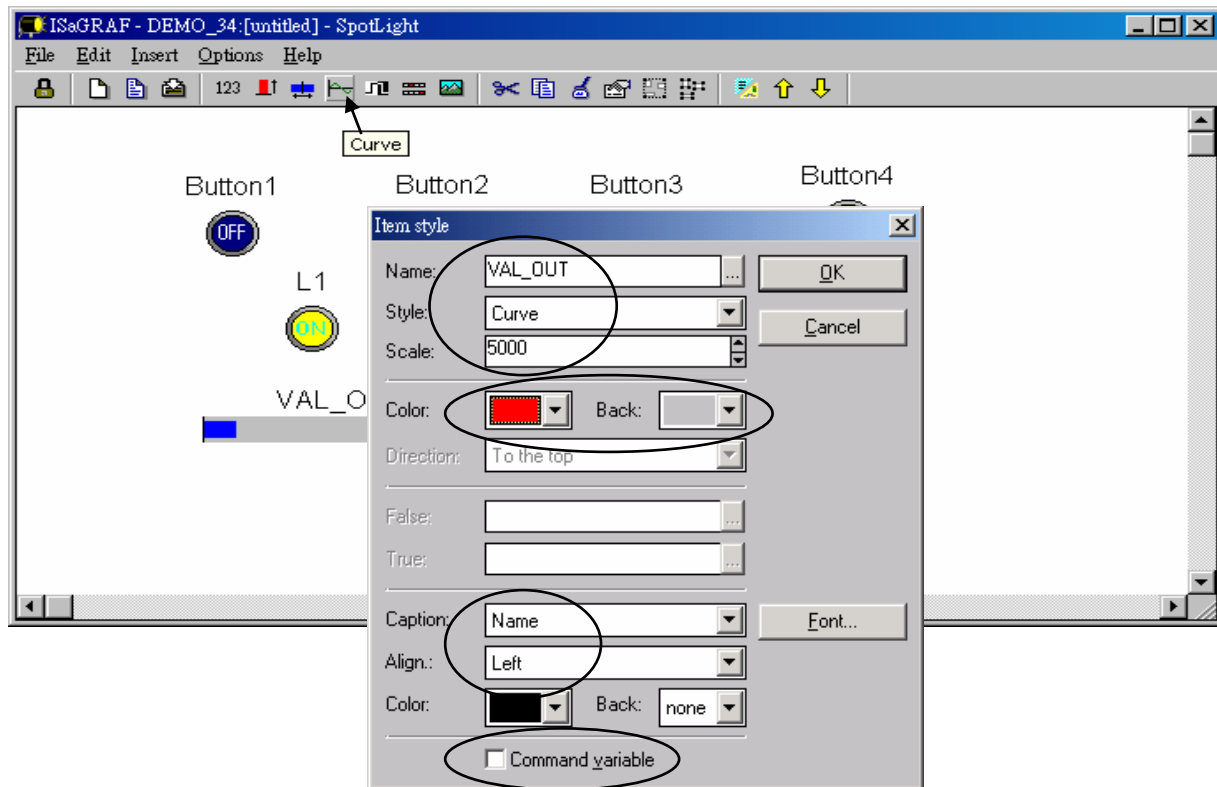 ISaGRAF - DEMO_34:[untitled] - SpotLight
File Edit Insert Options Help
123
Curve
Button1 Button2 Button3 Button4
OFF
L1
ON
VAL_O
Item style
Name: VAL_OUT ... OK
Style: Curve Cancel
Scale: 5000
Color: Back:
Direction: To the top
False: ...
True: ...
Caption: Name Font...
Align.: Left
Color: Back: none
Command variable